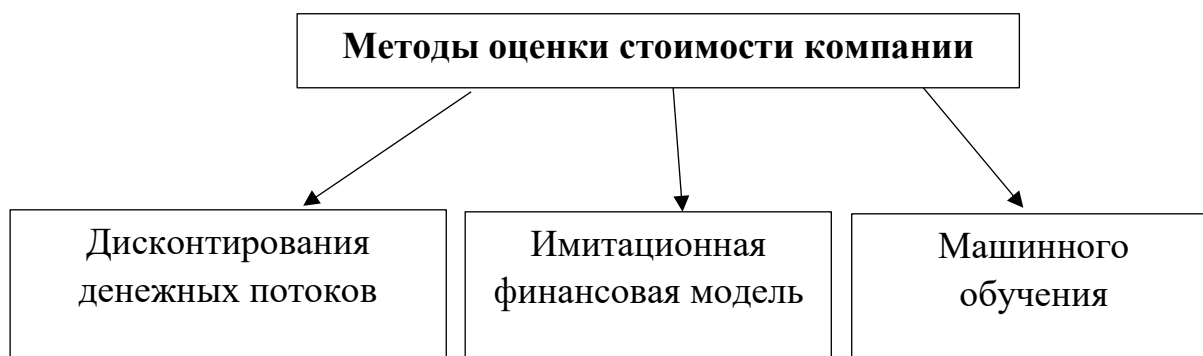 Методы оценки стоимости компании
Дисконтирования
денежных потоков
Имитационная
финансовая модель
Машинного
обучения